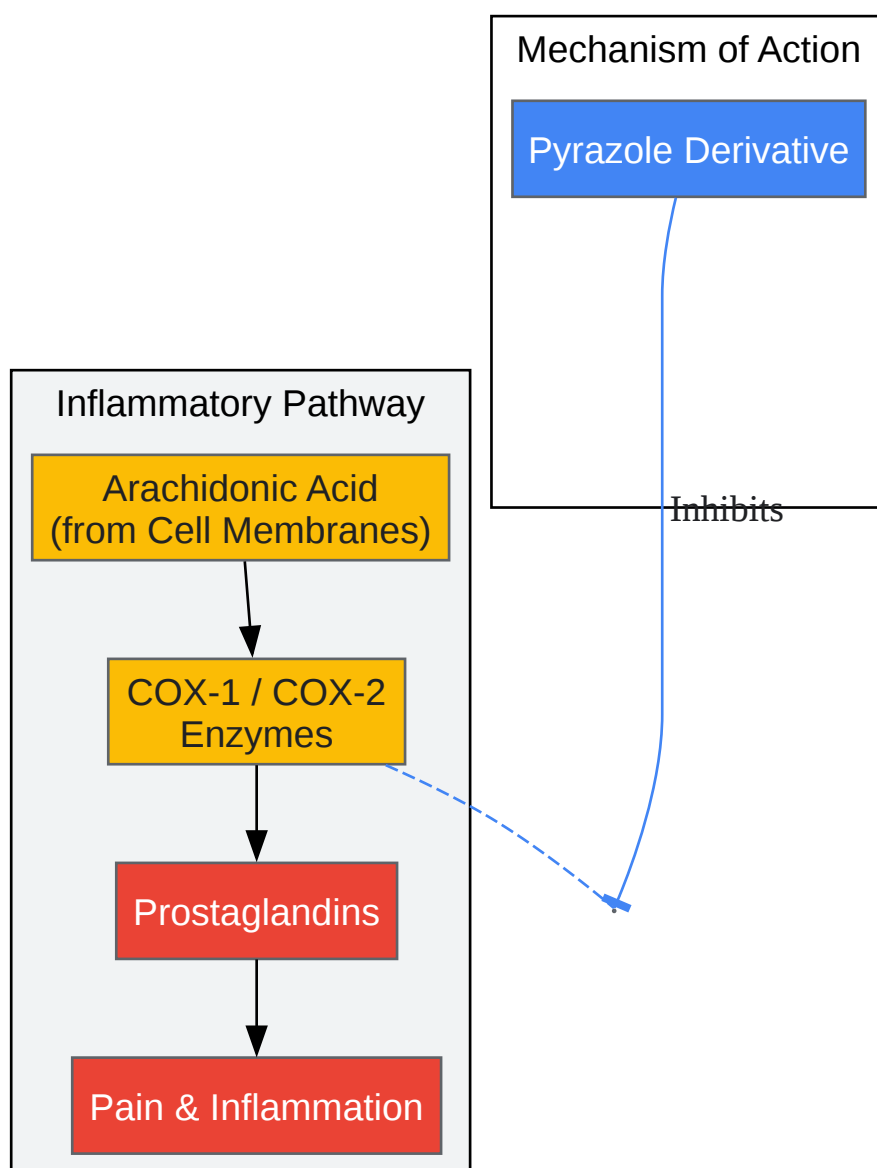 Mechanism of Action
Pyrazole Derivative
Inflammatory Pathway
Arachidonic Acid
(from Cell Membranes)
Inhibits
COX-1 / COX-2
Enzymes
Prostaglandins
Pain & Inflammation